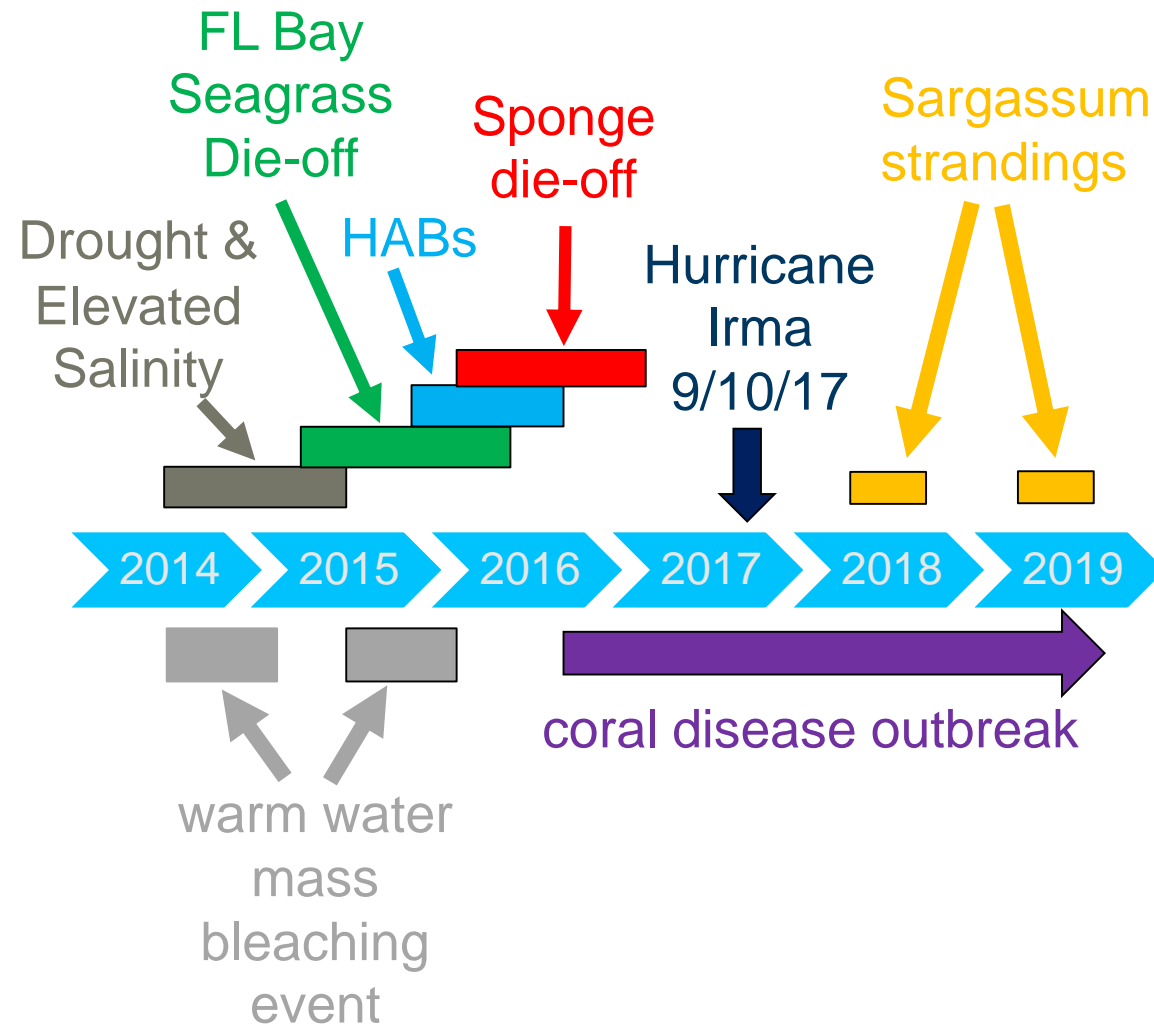 FL Bay
Seagrass
Die-off
Sponge
die-off
Sargassum
strandings
Drought &
Elevated
Salinity
HABs
Hurricane
Irma
9/10/17
2014
2015
2016
2017
2018
2019
coral disease outbreak
warm water
mass
bleaching
event